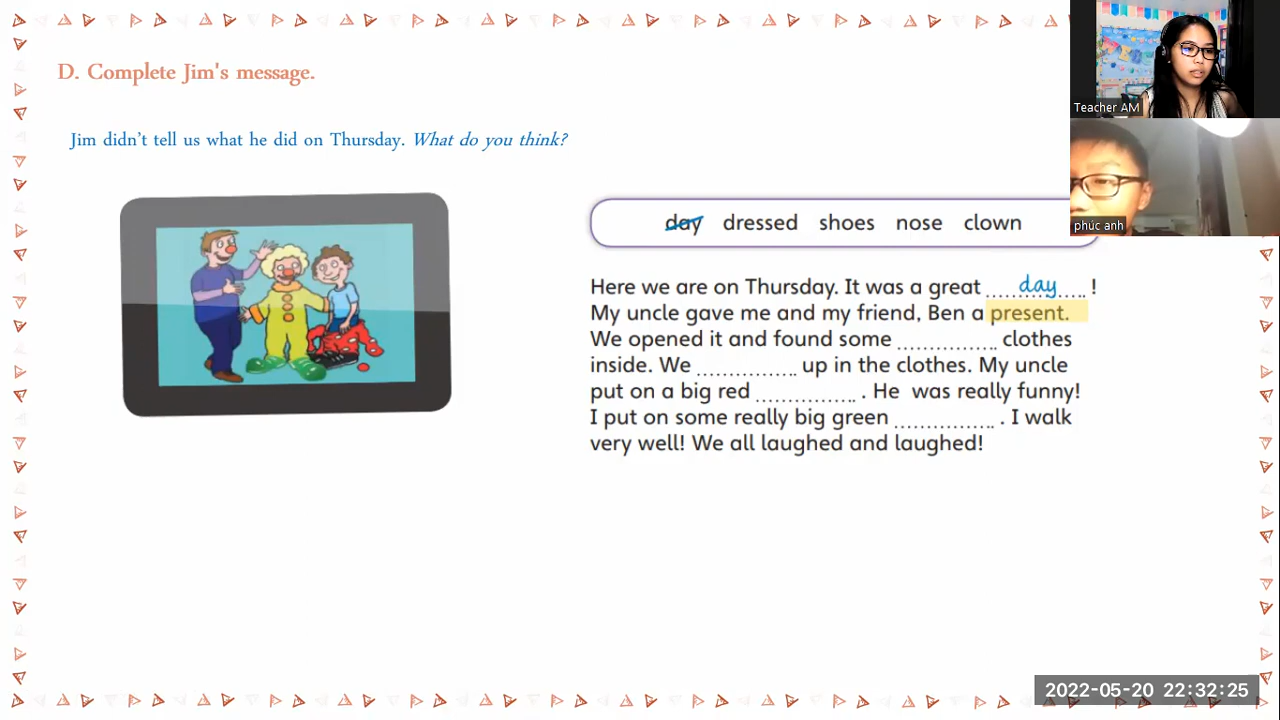 D. Complete Jim's message.
Jim didn't tell us what he did on Thursday. What do you think?
day dressed shoes nose clown
Here we are on Thursday. It was a great day !
My uncle gave me and my friend, Ben a present.
We opened it and found some ................ clothes
inside. We ................ up in the clothes. My uncle
put on a big red ................ . He was really funny!
I put on some really big green ................ . I walk
very well! We all laughed and laughed!
Teacher AM
phúc anh
2022-05-20 22:32:25